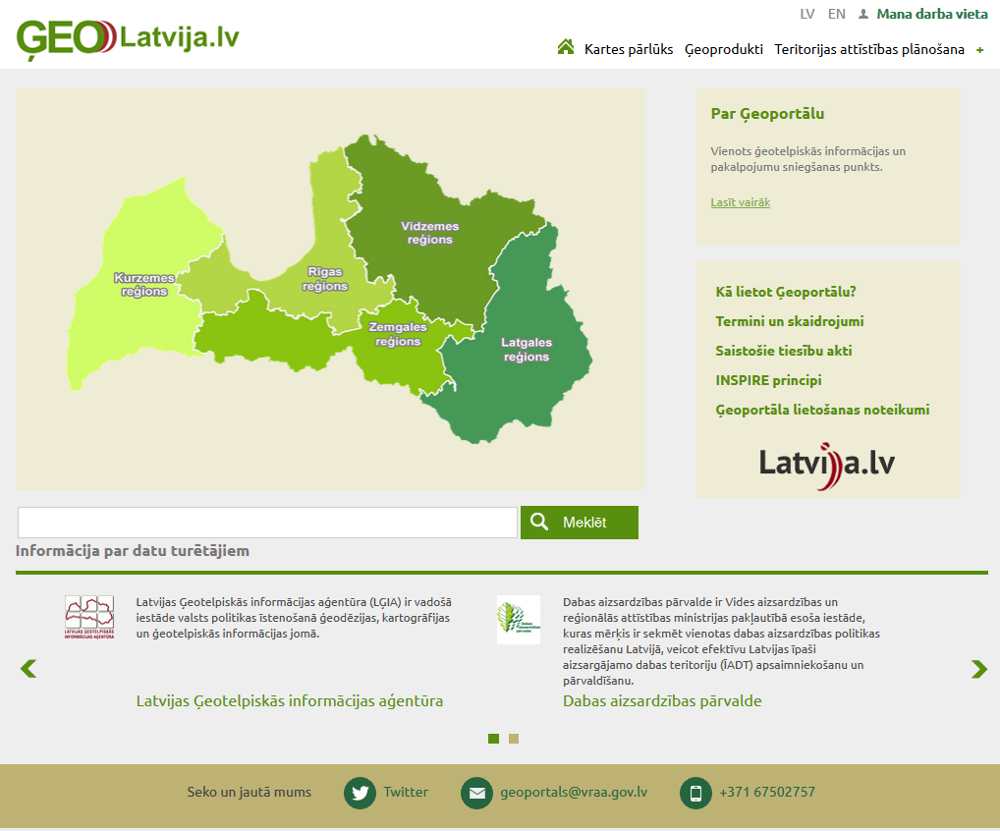 ĢEO Latvija.lv
LV EN Mana darba vieta
Kartes pārlūks Ģeoprodukti Teritorijas attīstības plānošana +
Vidzemes
reģions
Rīgas
reģions
Kurzemes
reģions
Zemgales
reģions
Latgales
reģions
Par Ģeoportālu
Vienots ģeotelpiskās informācijas un
pakalpojumu sniegšanas punkts.
Lasīt vairāk
Kā lietot Ģeoportālu?
Termini un skaidrojumi
Saistošie tiesību akti
INSPIRE principi
Ģeoportāla lietošanas noteikumi
Latvija.lv
Meklēt
Informācija par datu turētājiem
LATVIJAS ĢEOTELPISKĀS
INFORMĀCIJAS AĢENTŪRA
Latvijas Ģeotelpiskās informācijas aģentūra (LĢIA) ir vadošā
iestāde valsts politikas īstenošanā ģeodēzijas, kartogrāfijas
un ģeotelpiskās informācijas jomā.
Latvijas Ģeotelpiskās informācijas aģentūra
Dabas
aizsardzības
pārvalde
Dabas aizsardzības pārvalde ir Vides aizsardzības un
reģionālās attīstības ministrijas pakļautībā esoša iestāde,
kuras mērķis ir sekmēt vienotas dabas aizsardzības politikas
realizēšanu Latvijā, veicot efektīvu Latvijas īpaši
aizsargājamo dabas teritoriju (ĪADT) apsaimniekošanu un
pārvaldīšanu.
Dabas aizsardzības pārvalde
Seko un jautā mums Twitter geoportals@vraa.gov.lv +371 67502757